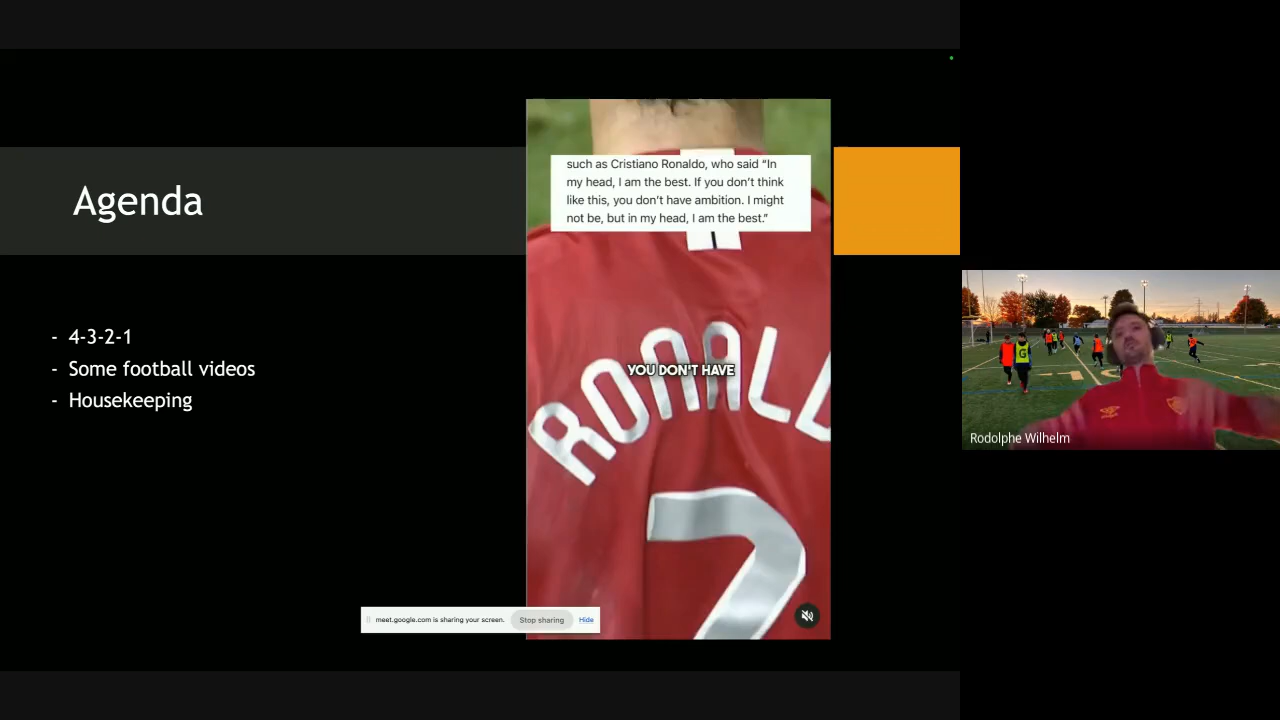 Agenda
- 4-3-2-1
- Some football videos
- Housekeeping
such as Cristiano Ronaldo, who said “In
my head, I am the best. If you don’t think
like this, you don’t have ambition. I might
not be, but in my head, I am the best.”
RONAL
YOU DON'T HAVE
7
meet.google.com is sharing your screen.
Stop sharing
Hide
G
Rodolphe Wilhelm